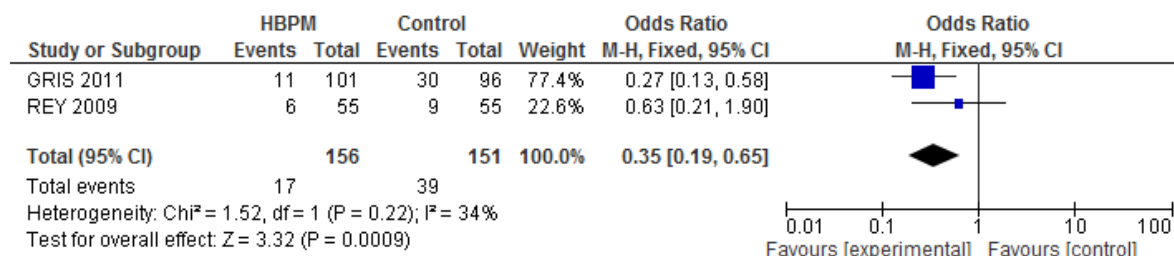 HBPM Control Odds Ratio Odds Ratio
Study or Subgroup Events Total Events Total Weight M-H, Fixed, 95% CI M-H, Fixed, 95% CI
GRIS 2011 11 101 30 96 77.4% 0.27 [0.13, 0.58]
REY 2009 6 55 9 55 22.6% 0.63 [0.21, 1.90]
Total (95% CI) 156 151 100.0% 0.35 [0.19, 0.65]
Total events 17 39
Heterogeneity: Chi² = 1.52, df = 1 (P = 0.22); I² = 34%
Test for overall effect: Z = 3.32 (P = 0.0009)
0.01 0.1 1 10 100
Favours [experimental] Favours [control]